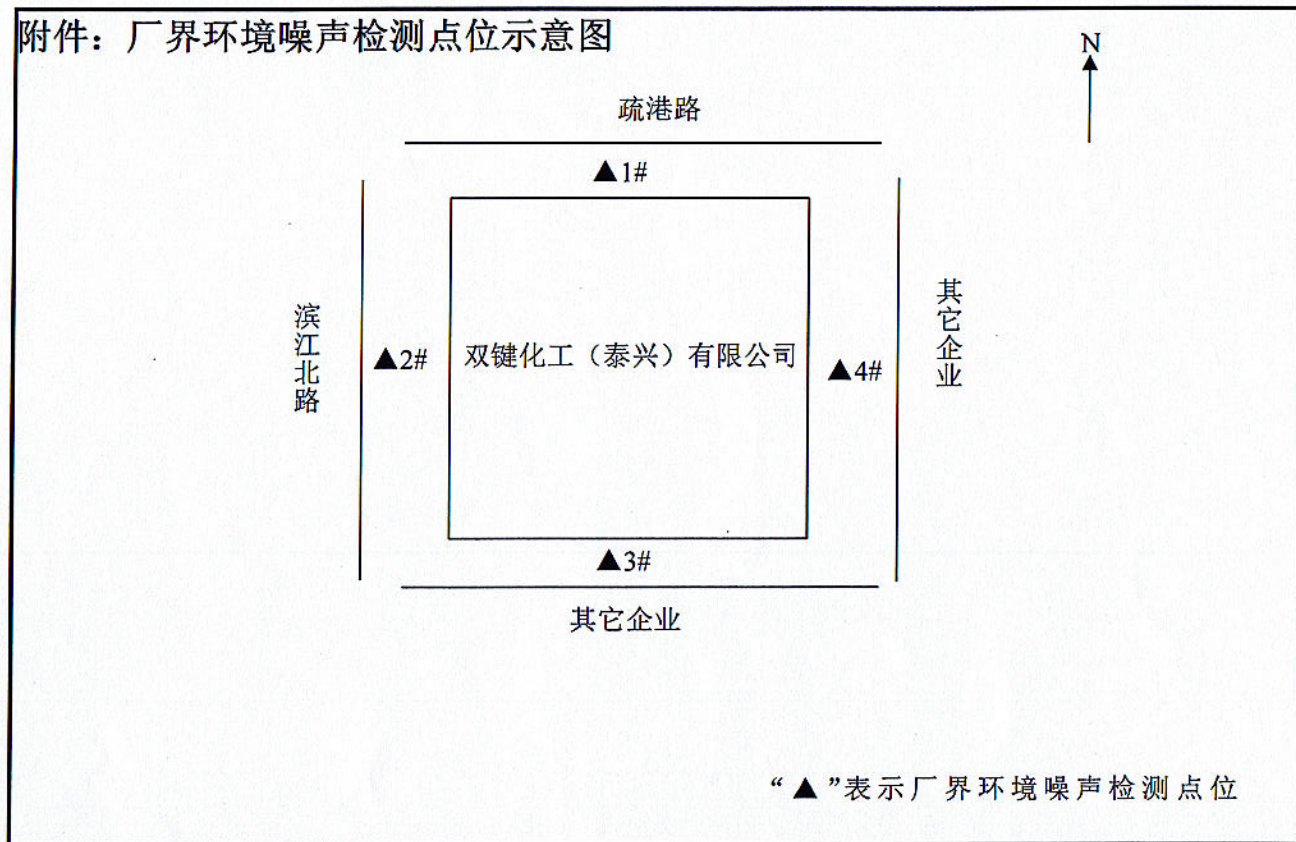 附件：厂界环境噪声检测点位示意图
N
疏港路
▲1#
滨江北路
▲2#
双键化工（泰兴）有限公司
▲4#
其它企业
▲3#
其它企业
“▲”表示厂界环境噪声检测点位